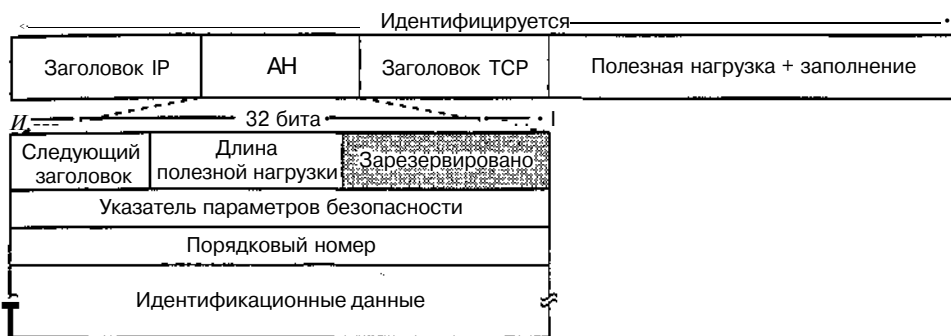 Идентифицируется
Заголовок IP
АН
Заголовок TCP
Полезная нагрузка + заполнение
И
32 бита
Следующий
заголовок
Длина
полезной нагрузки
Зарезервировано
Указатель параметров безопасности
Порядковый номер
Идентификационные данные